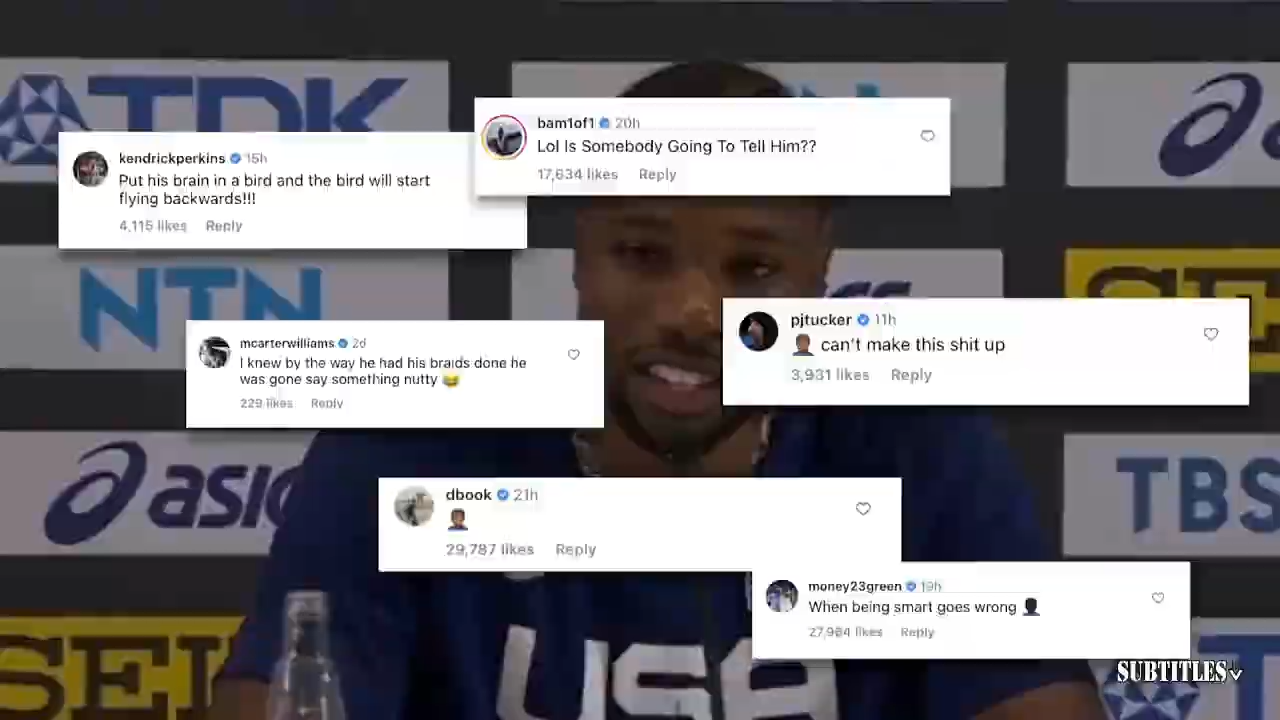 TDK
bam1of1 20h
Lol Is Somebody Going To Tell Him??
17,634 likes Reply
kendrickperkins 15h
Put his brain in a bird and the bird will start
flying backwards!!!
4,115 likes Reply
NTN
SEI
pjtucker 11h
🤦🏾‍♂️ can't make this shit up
3,931 likes Reply
mcarterwilliams 2d
I knew by the way he had his braids done he
was gone say something nutty 😂
229 likes Reply
asic
TBS
dbook 21h
🤦🏾‍♂️
29,787 likes Reply
money23green 19h
When being smart goes wrong 👤
27,904 likes Reply
SEI
USA
SUBTITLES